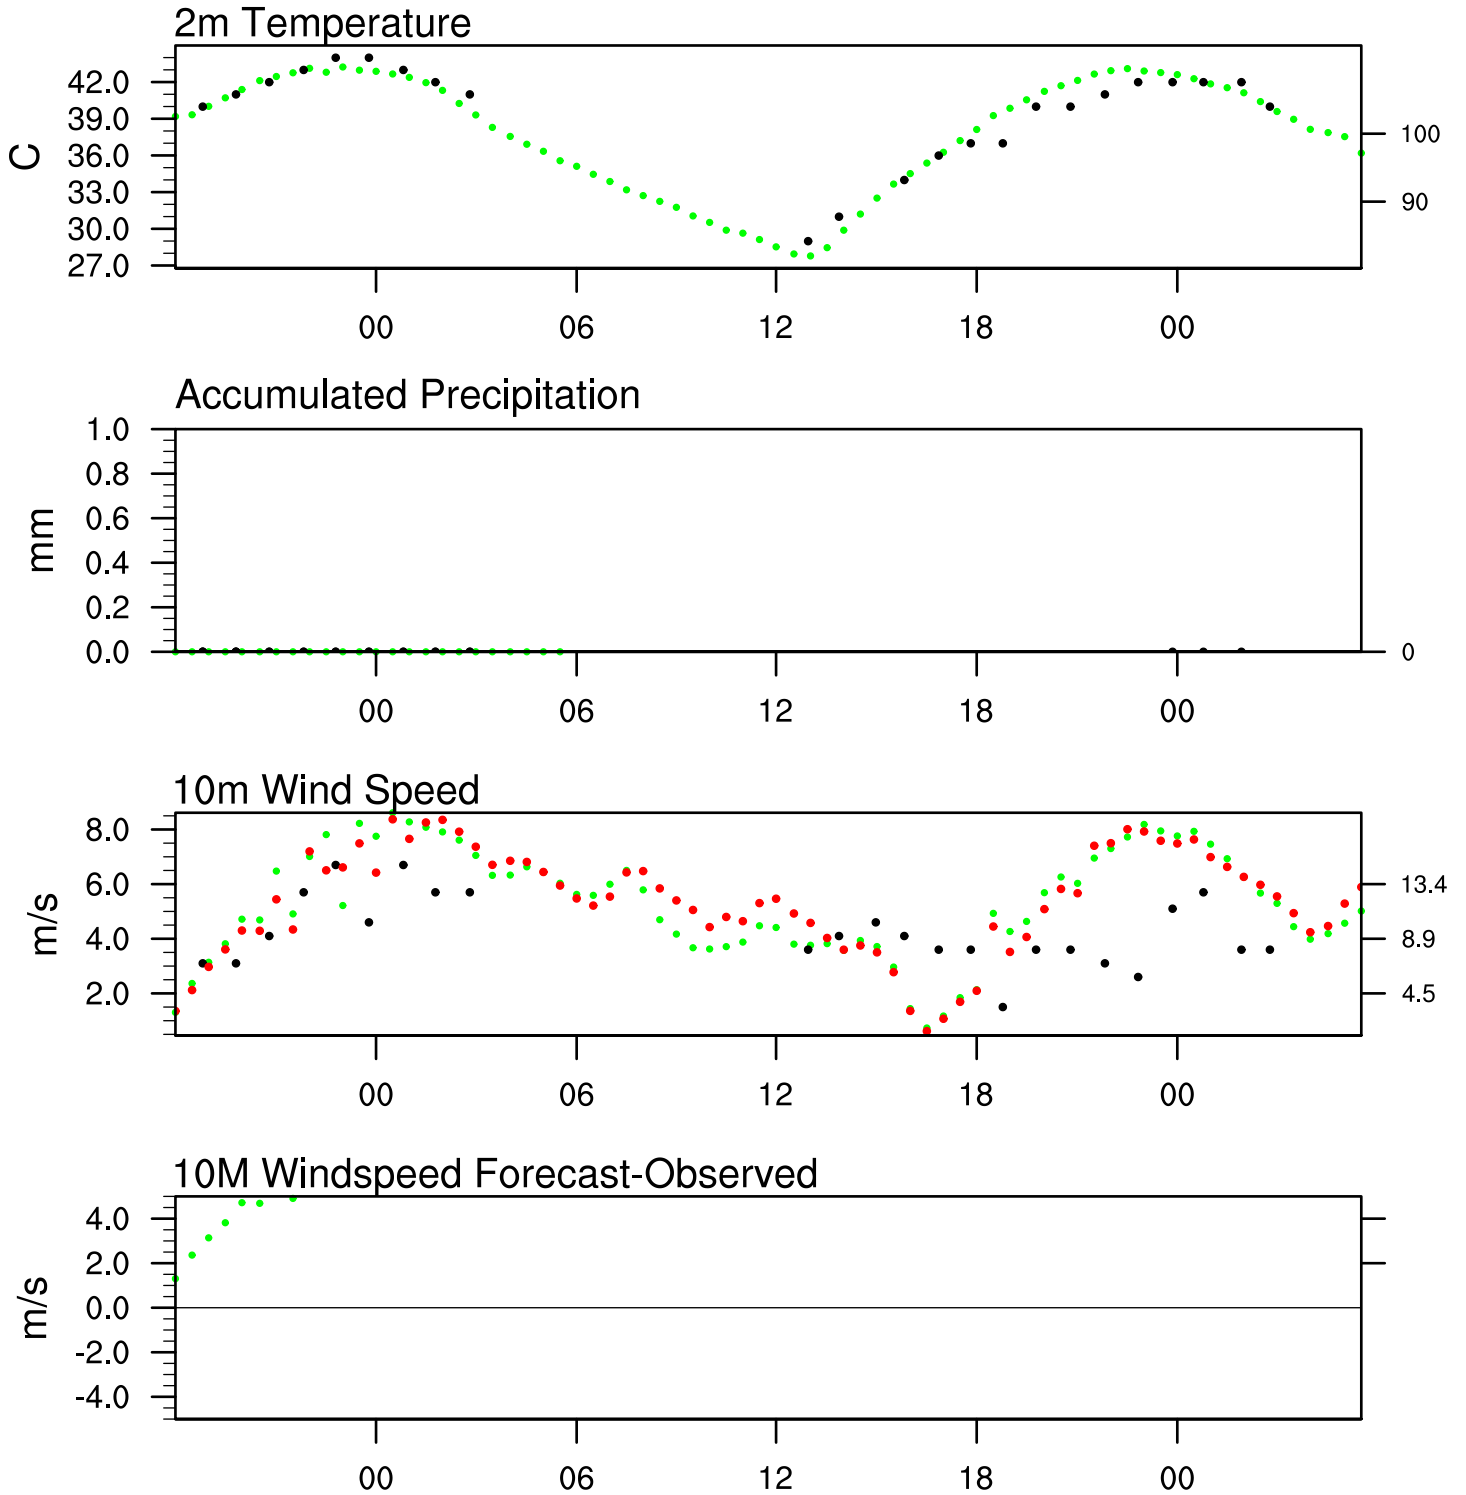 2m Temperature
C
42.0
39.0
36.0
33.0
30.0
27.0
100
90
00 06 12 18 00
Accumulated Precipitation
mm
1.0
0.8
0.6
0.4
0.2
0.0
0
00 06 12 18 00
10m Wind Speed
m/s
8.0
6.0
4.0
2.0
13.4
8.9
4.5
00 06 12 18 00
10M Windspeed Forecast-Observed
m/s
4.0
2.0
0.0
-2.0
-4.0
00 06 12 18 00